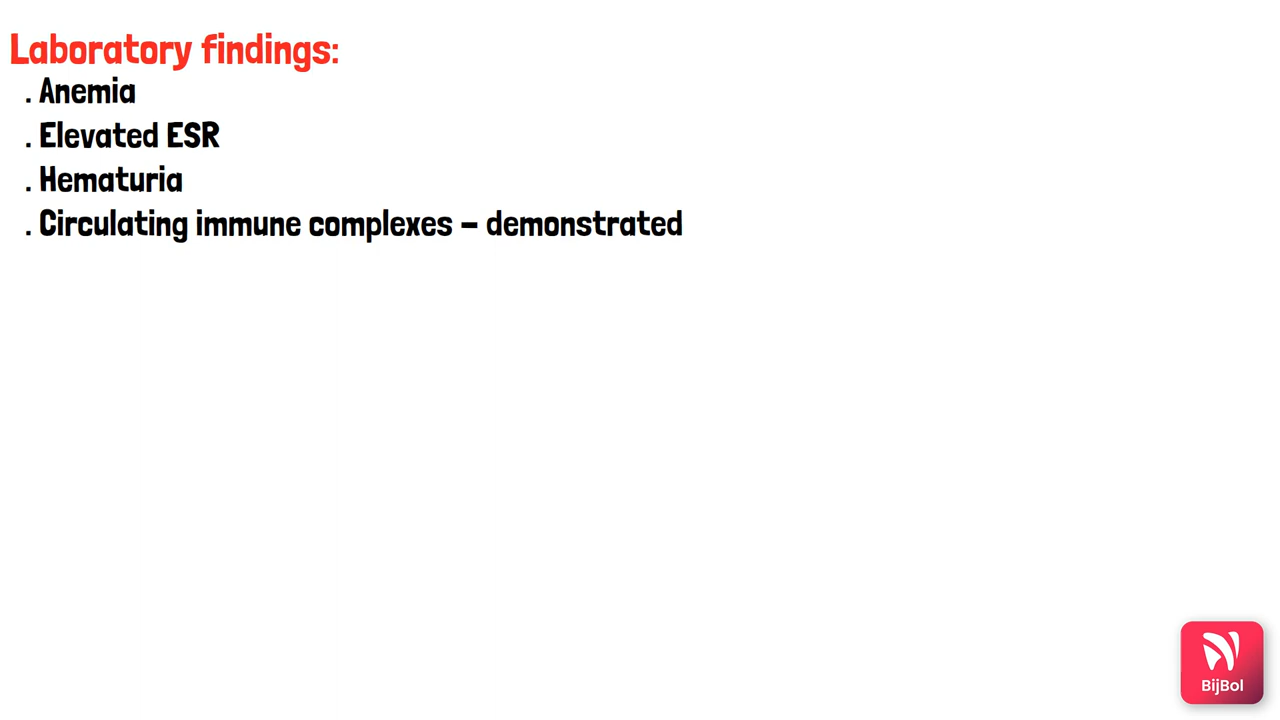 Laboratory findings:
. Anemia
. Elevated ESR
. Hematuria
. Circulating immune complexes – demonstrated
BijBol